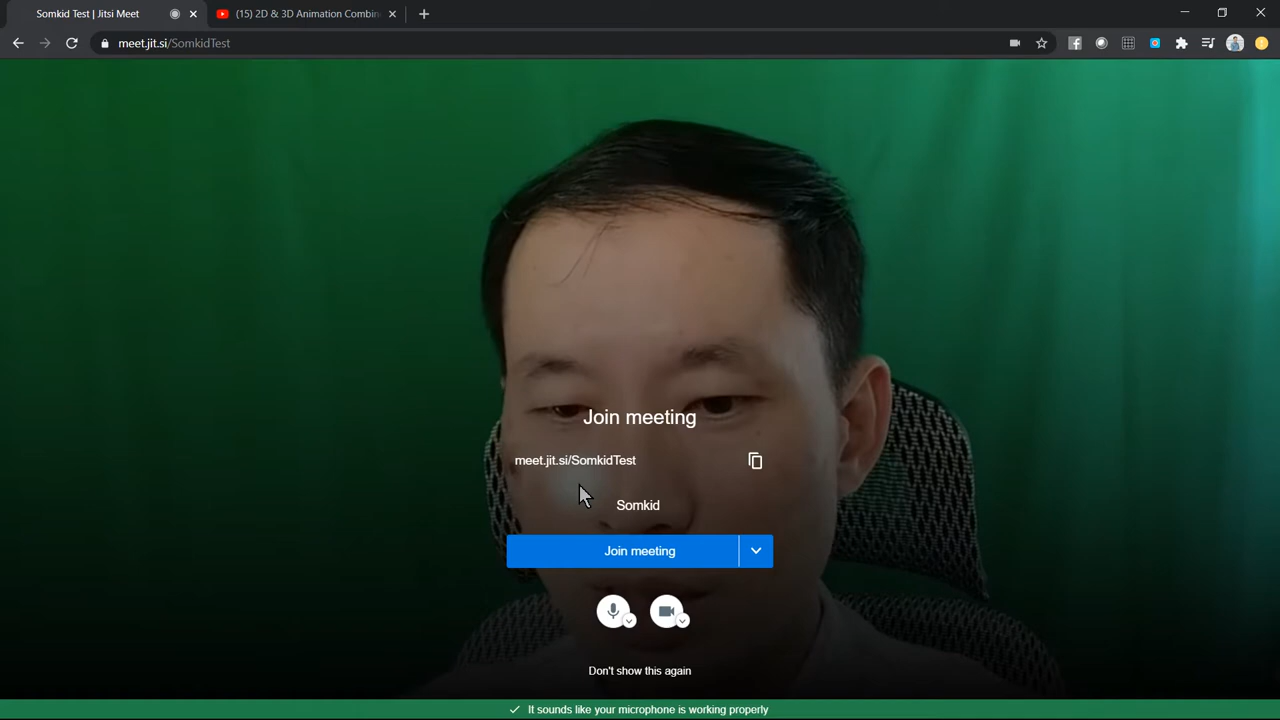 Somkid Test | Jitsi Meet
(15) 2D & 3D Animation Combin
meet.jit.si/SomkidTest
Join meeting
meet.jit.si/SomkidTest
Somkid
Join meeting
Don't show this again
It sounds like your microphone is working properly